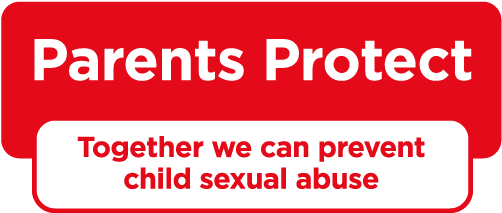 Parents Protect
Together we can prevent
child sexual abuse